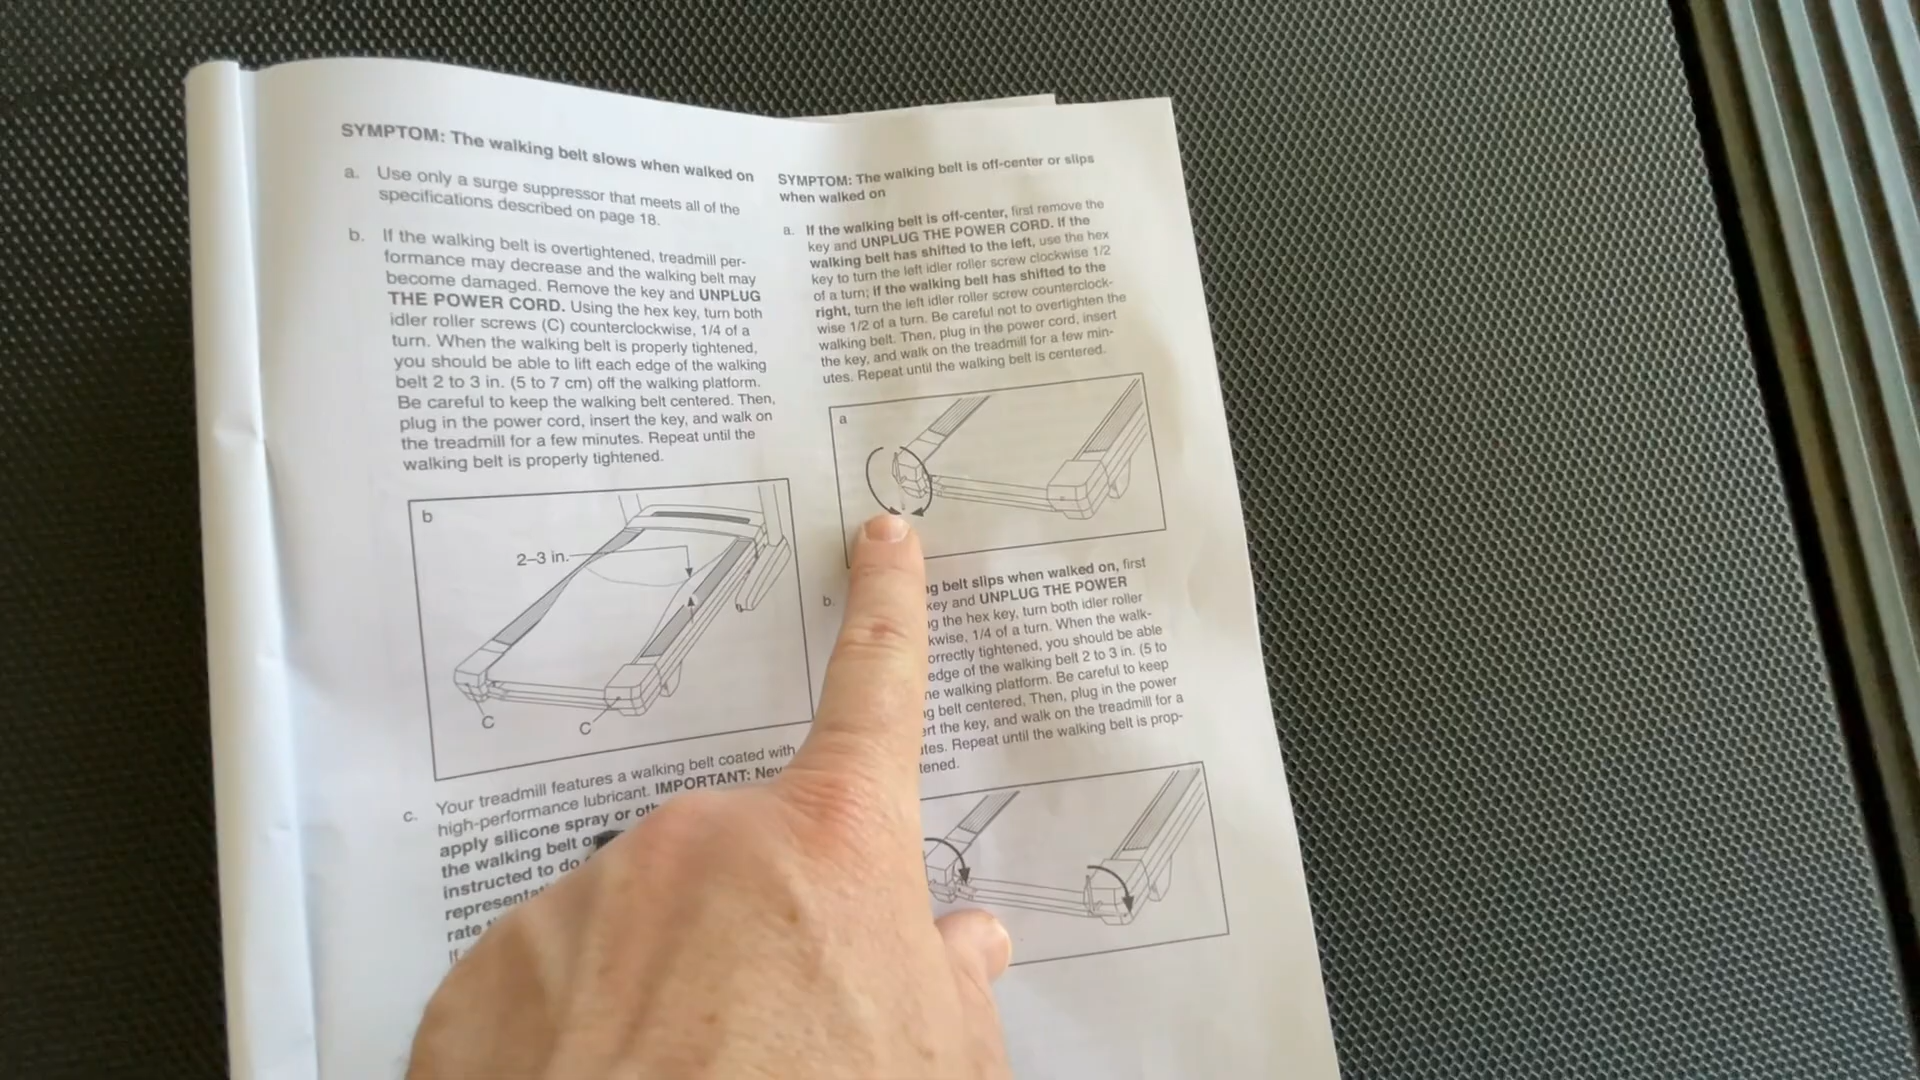 SYMPTOM: The walking belt slows when walked on
a. Use only a surge suppressor that meets all of the
specifications described on page 18.
b. If the walking belt is overtightened, treadmill per-
formance may decrease and the walking belt may
become damaged. Remove the key and UNPLUG
THE POWER CORD. Using the hex key, turn both
idler roller screws (C) counterclockwise, 1/4 of a
turn. When the walking belt is properly tightened,
you should be able to lift each edge of the walking
belt 2 to 3 in. (5 to 7 cm) off the walking platform.
Be careful to keep the walking belt centered. Then,
plug in the power cord, insert the key, and walk on
the treadmill for a few minutes. Repeat until the
walking belt is properly tightened.
b
2–3 in.
C
C
c. Your treadmill features a walking belt coated with
high-performance lubricant. IMPORTANT:
apply silicone spray or
the walking belt
instructed to do
rate
SYMPTOM: The walking belt is off-center or slips
when walked on
a. If the walking belt is off-center, first remove the
key and UNPLUG THE POWER CORD. If the
walking belt has shifted to the left, use the hex
key to turn the left idler roller screw clockwise 1/2
of a turn; if the walking belt has shifted to the
right, turn the left idler roller screw counterclock-
wise 1/2 of a turn. Be careful not to overtighten the
walking belt. Then, plug in the power cord, insert
the key, and walk on the treadmill for a few min-
utes. Repeat until the walking belt is centered.
a
b. belt slips when walked on, first
key and UNPLUG THE POWER
the hex key, turn both idler roller
1/4 of a turn. When the walk-
tightened, you should be able
edge of the walking belt 2 to 3 in. (5 to
walking platform. Be careful to keep
belt centered. Then, plug in the power
the key, and walk on the treadmill for a
Repeat until the walking belt is prop-